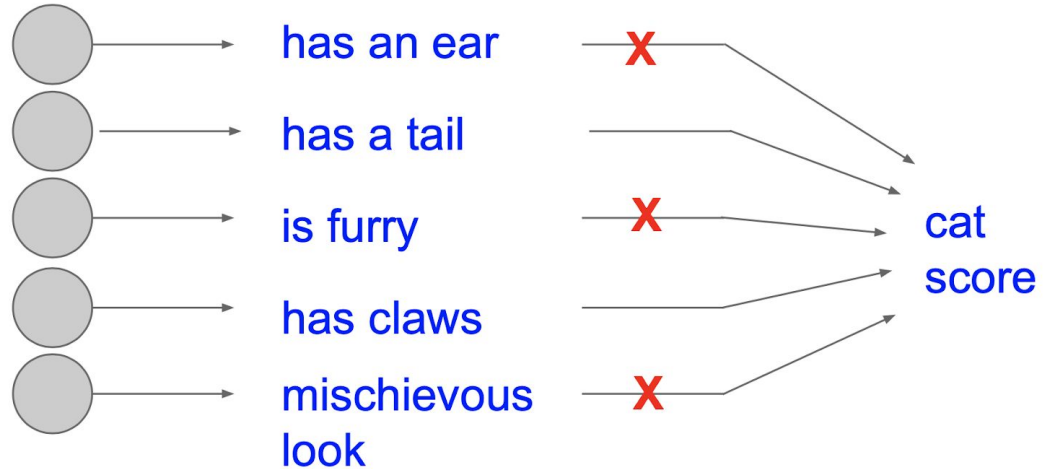 has an ear
X
has a tail
is furry
X
cat
score
has claws
mischievous
look
X